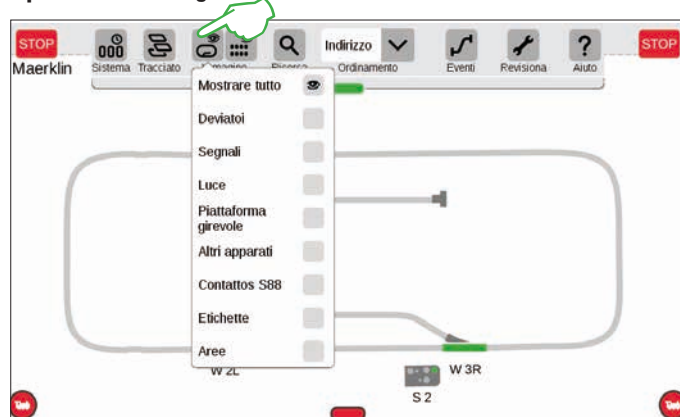 STOP
000
Indirizzo
?
STOP
Maerklin
Sistema
Tracciato
Ordinamento
Eventi
Revisiona
Aiuto
Mostrare tutto
Deviatoi
Segnali
Luce
Piattaforma
girevole
Altri apparati
Contattos S88
Etichette
Aree
W 2L
W 3R
S 2